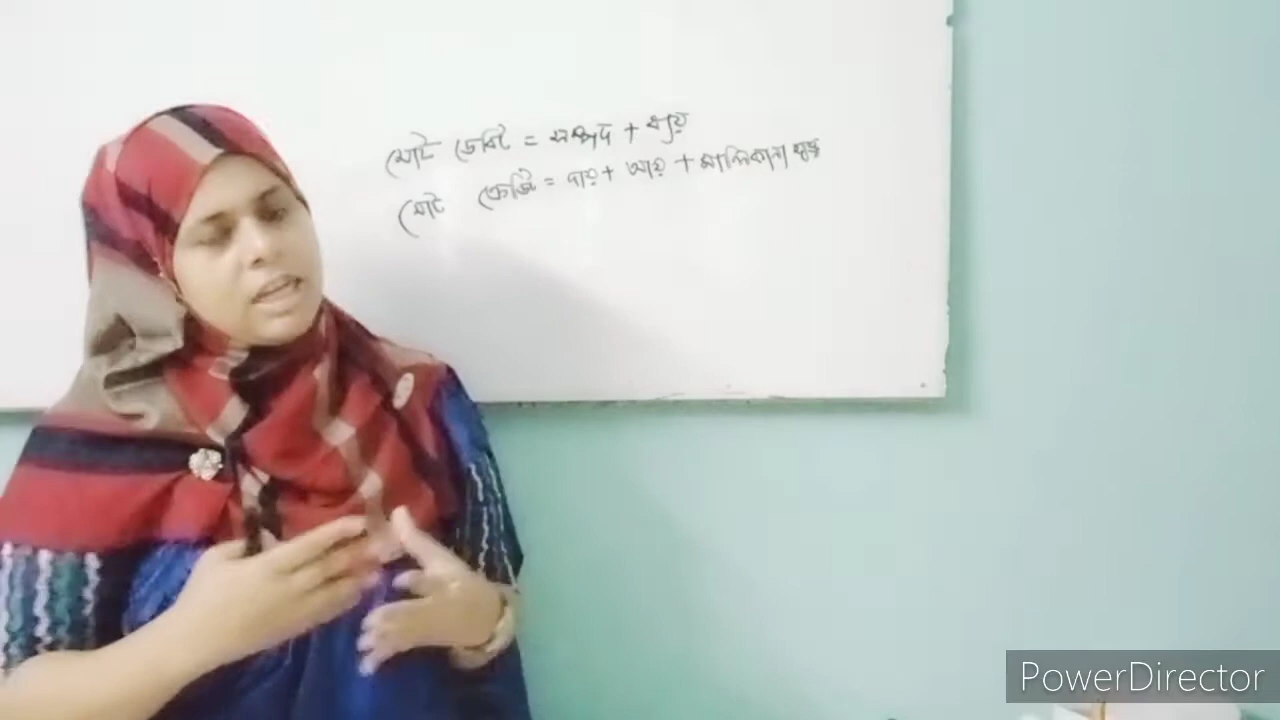 মোট ডেবিট = সম্পদ + ব্যয়
মোট ক্রেডিট = দায় + আয় + মালিকানা স্বত্ব
PowerDirector